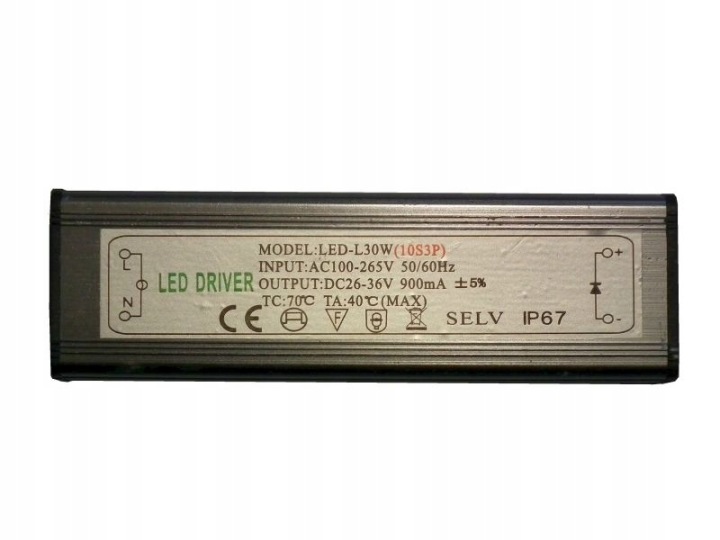 MODEL:LED-L30W(10S3P)
INPUT:AC100-265V 50/60Hz
LED DRIVER OUTPUT:DC26-36V 900mA ±5%
TC:70℃ TA:40℃(MAX)
CE F SELV IP67
L
N
+
-